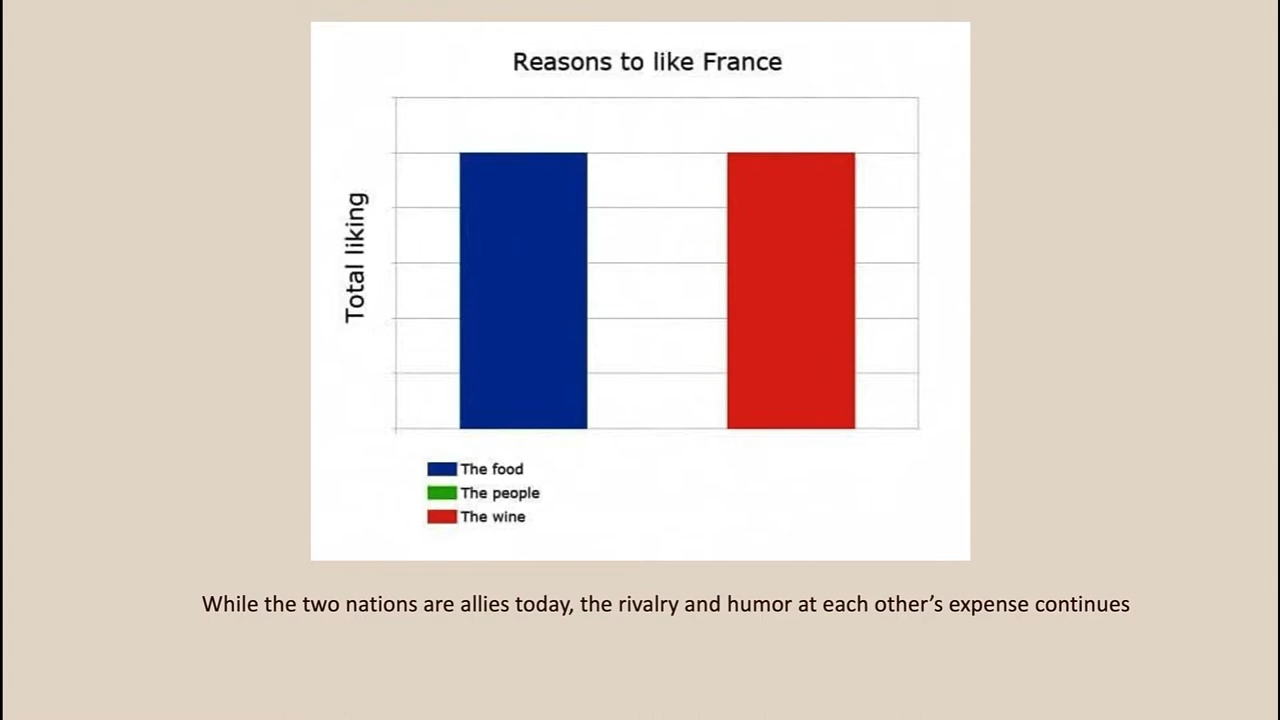 Reasons to like France
Total liking
The food
The people
The wine
While the two nations are allies today, the rivalry and humor at each other’s expense continues